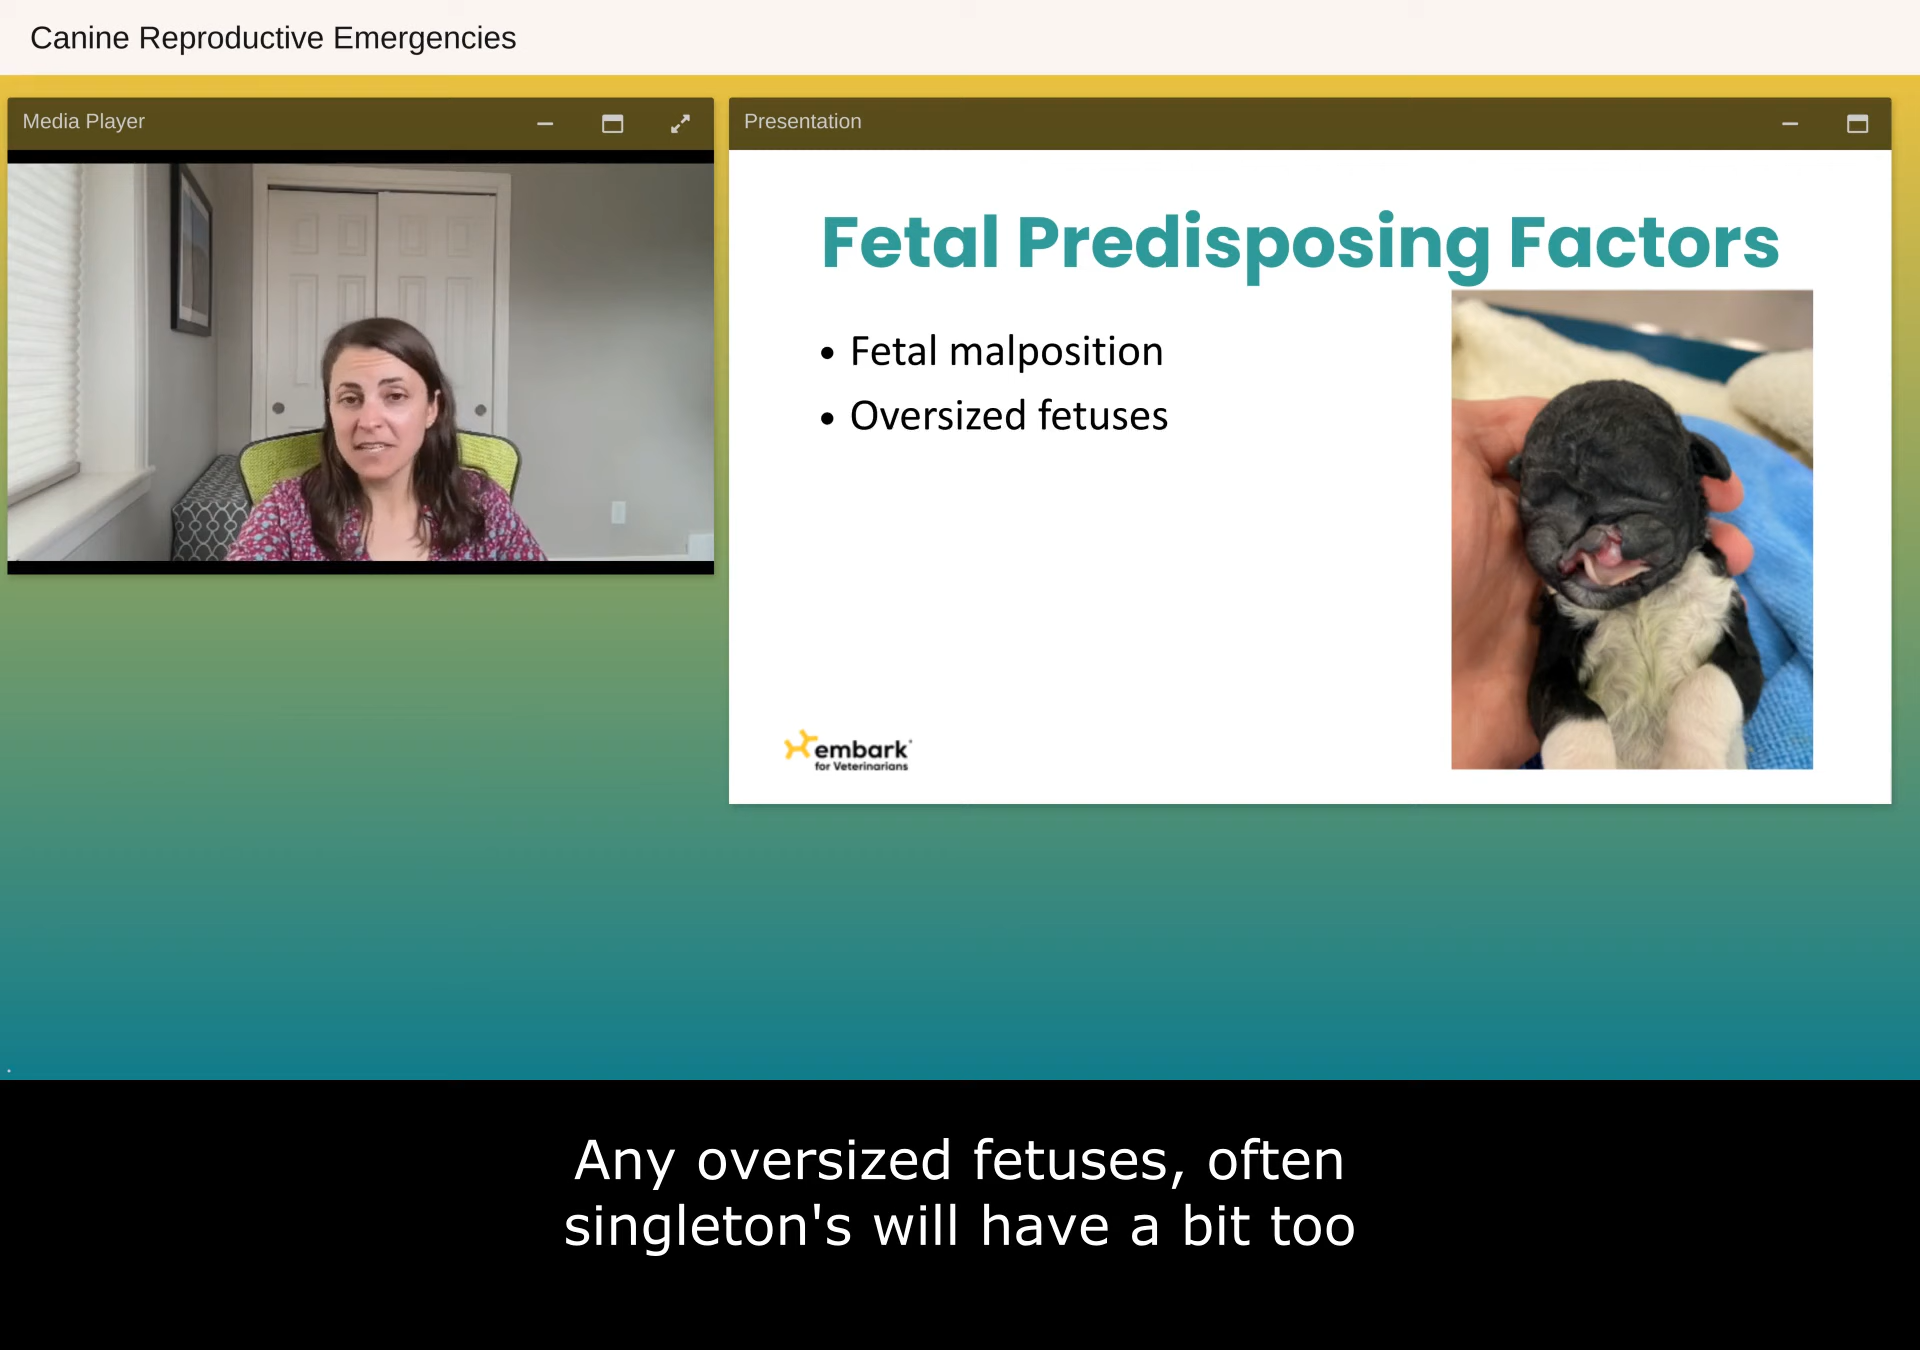 Canine Reproductive Emergencies
Media Player
Presentation
Fetal Predisposing Factors
• Fetal malposition
• Oversized fetuses
embark
for Veterinarians
Any oversized fetuses, often
singleton's will have a bit too